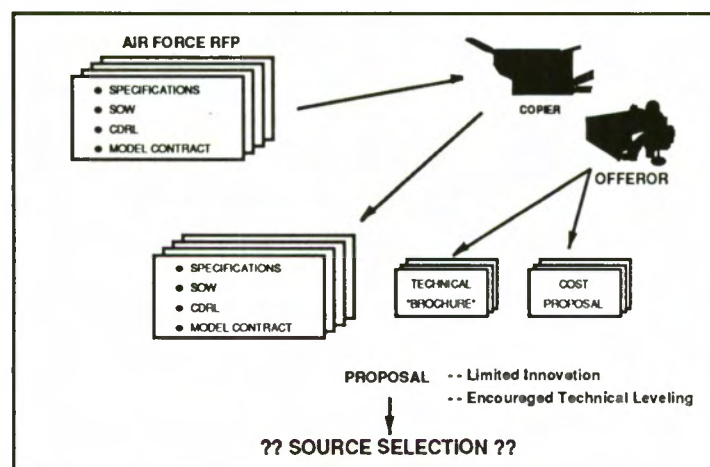 AIR FORCE RFP
● SPECIFICATIONS
● SOW
● CDRL
● MODEL CONTRACT
COPIER
OFFEROR
● SPECIFICATIONS
● SOW
● CDRL
● MODEL CONTRACT
TECHNICAL
"BROCHURE"
COST
PROPOSAL
PROPOSAL -- Limited Innovation
-- Encouraged Technical Leveling
?? SOURCE SELECTION ??